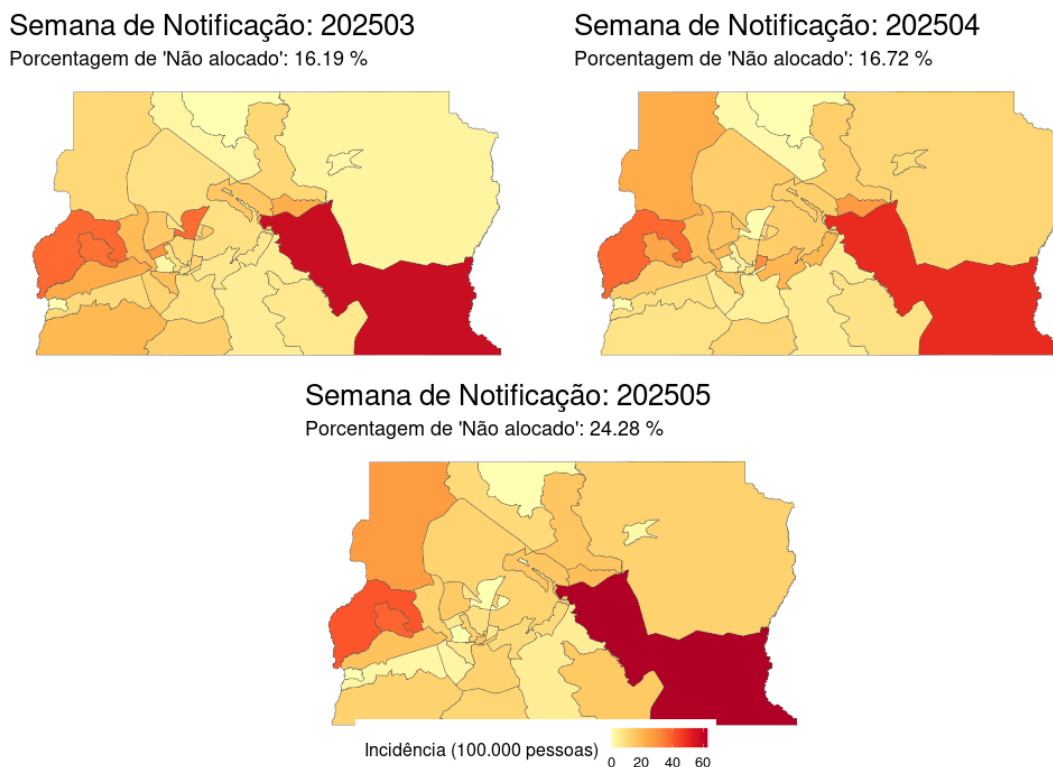 Semana de Notificação: 202503
Porcentagem de 'Não alocado': 16.19 %
Semana de Notificação: 202504
Porcentagem de 'Não alocado': 16.72 %
Semana de Notificação: 202505
Porcentagem de 'Não alocado': 24.28 %
Incidência (100.000 pessoas)
0 20 40 60